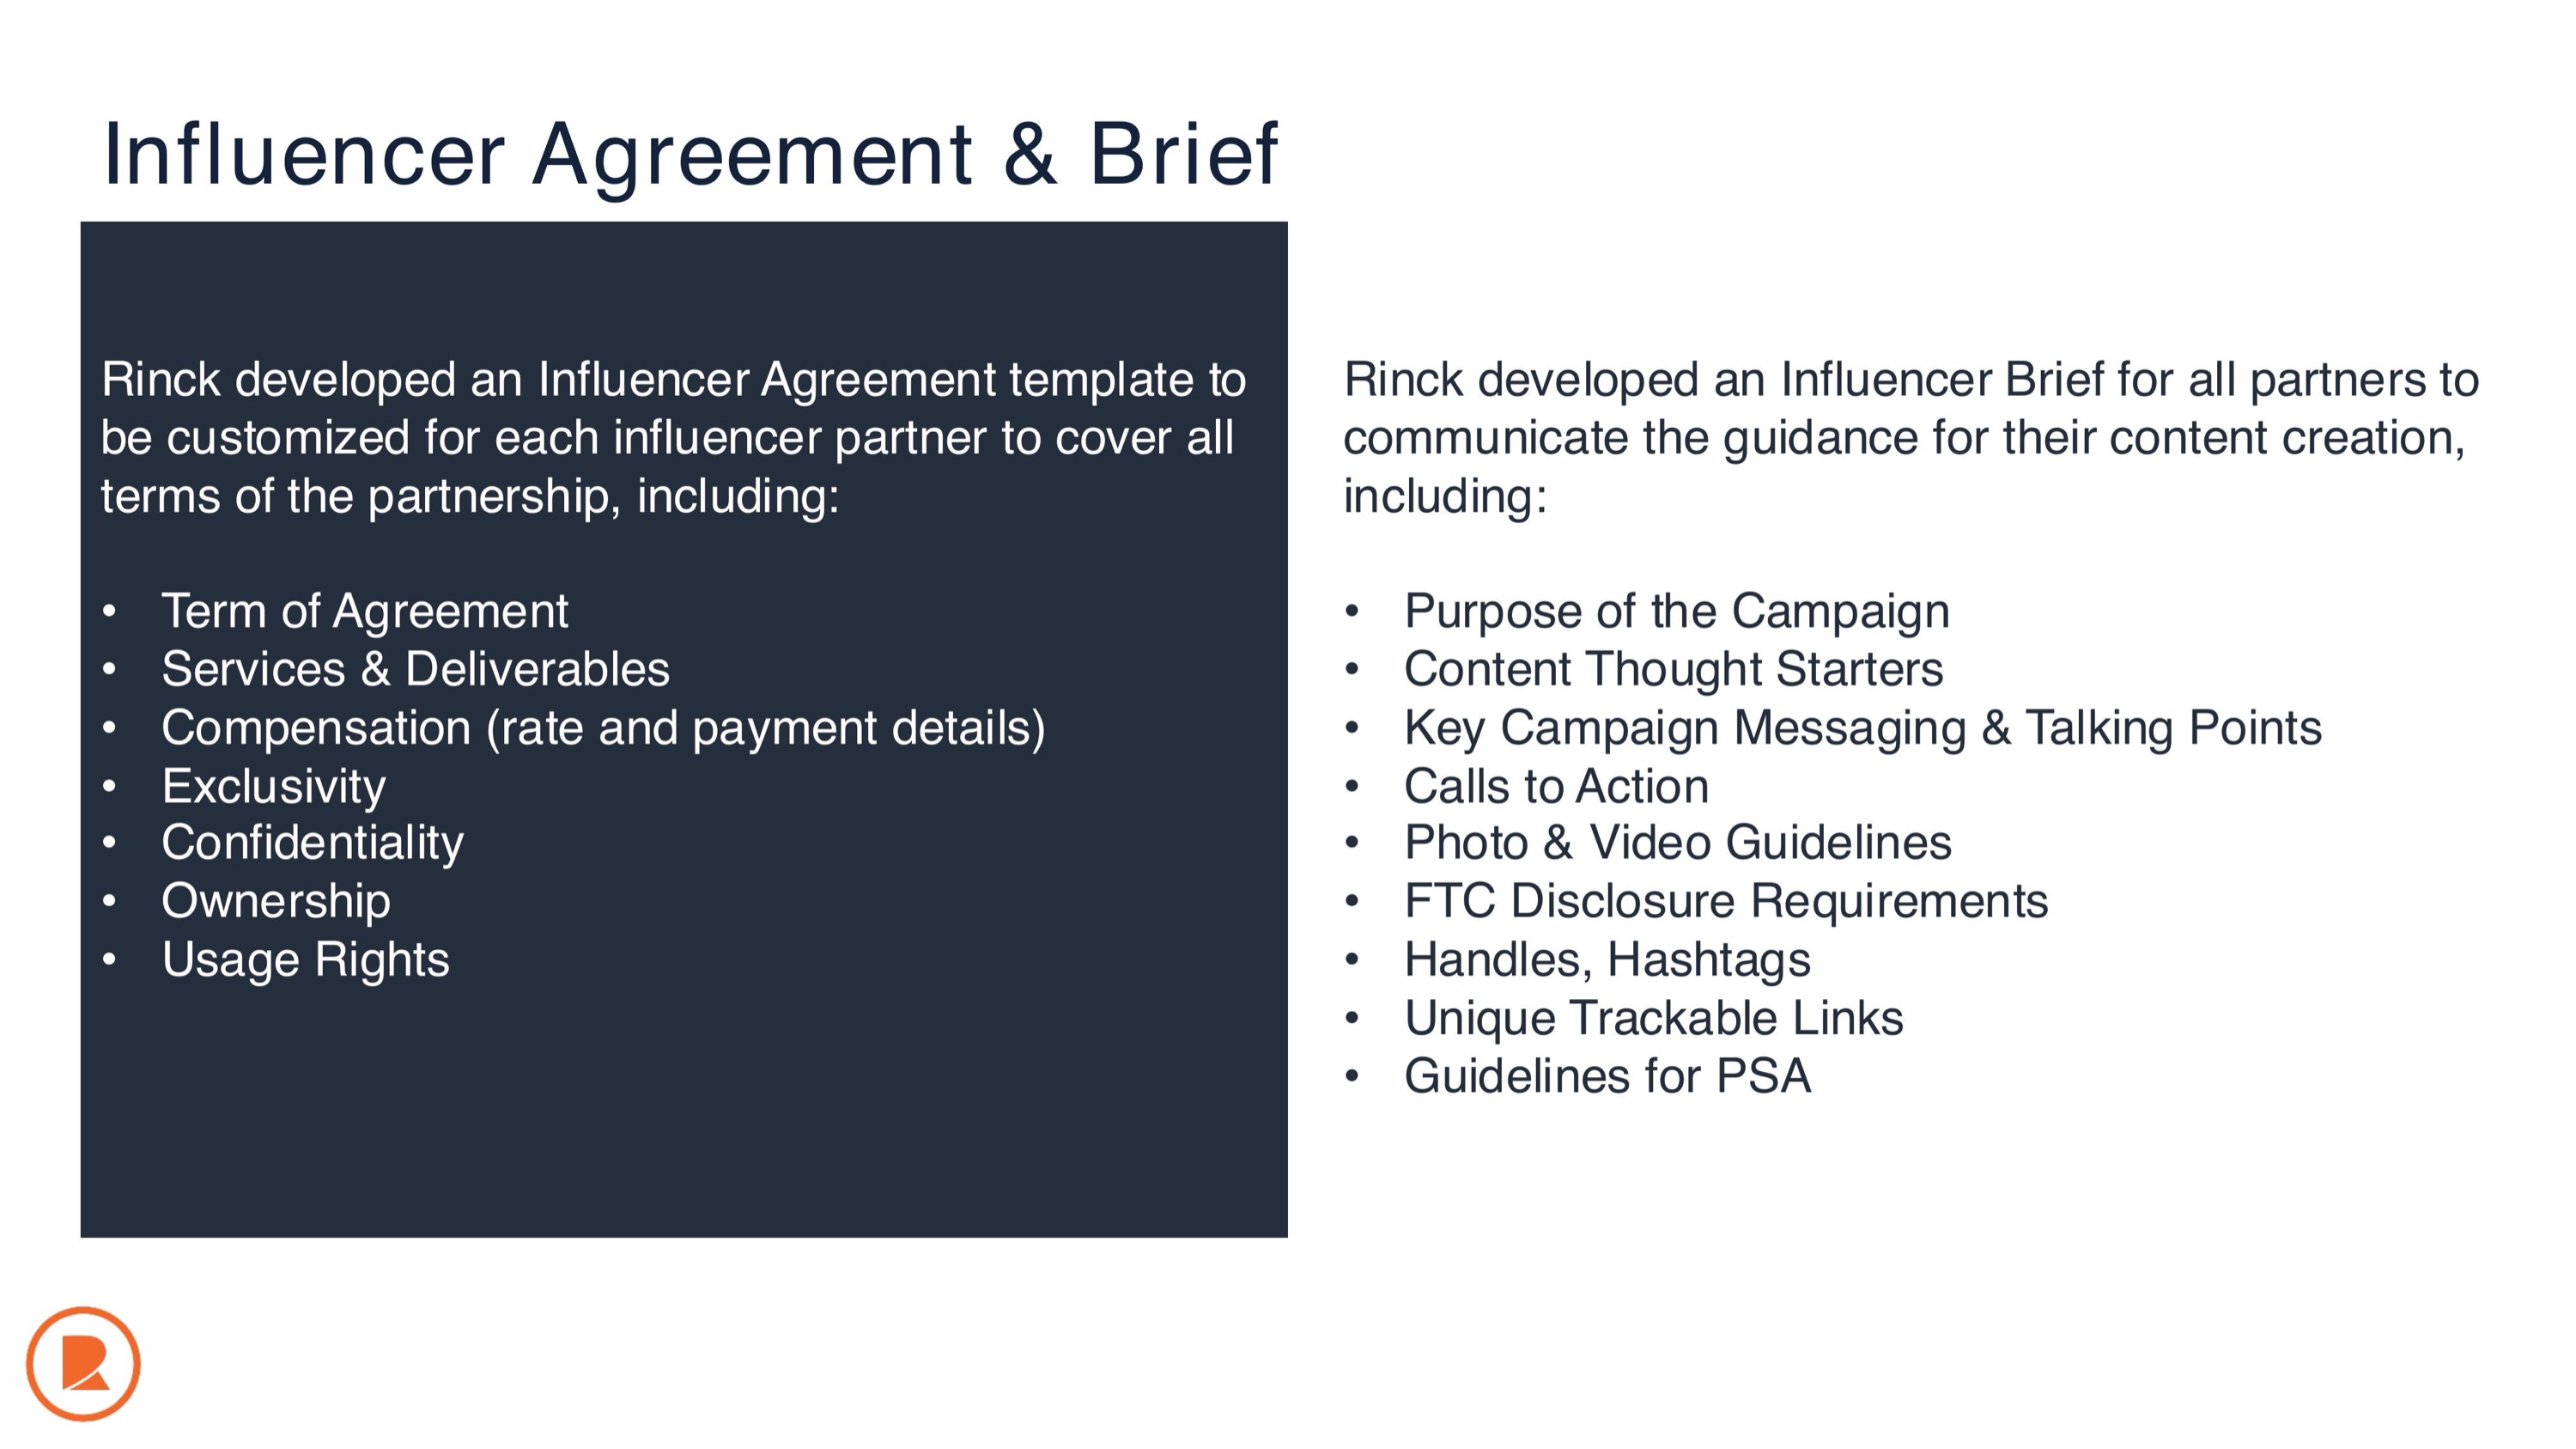 Influencer Agreement & Brief
Rinck developed an Influencer Agreement template to
be customized for each influencer partner to cover all
terms of the partnership, including:
• Term of Agreement
• Services & Deliverables
• Compensation (rate and payment details)
• Exclusivity
• Confidentiality
• Ownership
• Usage Rights
Rinck developed an Influencer Brief for all partners to
communicate the guidance for their content creation,
including:
• Purpose of the Campaign
• Content Thought Starters
• Key Campaign Messaging & Talking Points
• Calls to Action
• Photo & Video Guidelines
• FTC Disclosure Requirements
• Handles, Hashtags
• Unique Trackable Links
• Guidelines for PSA
R